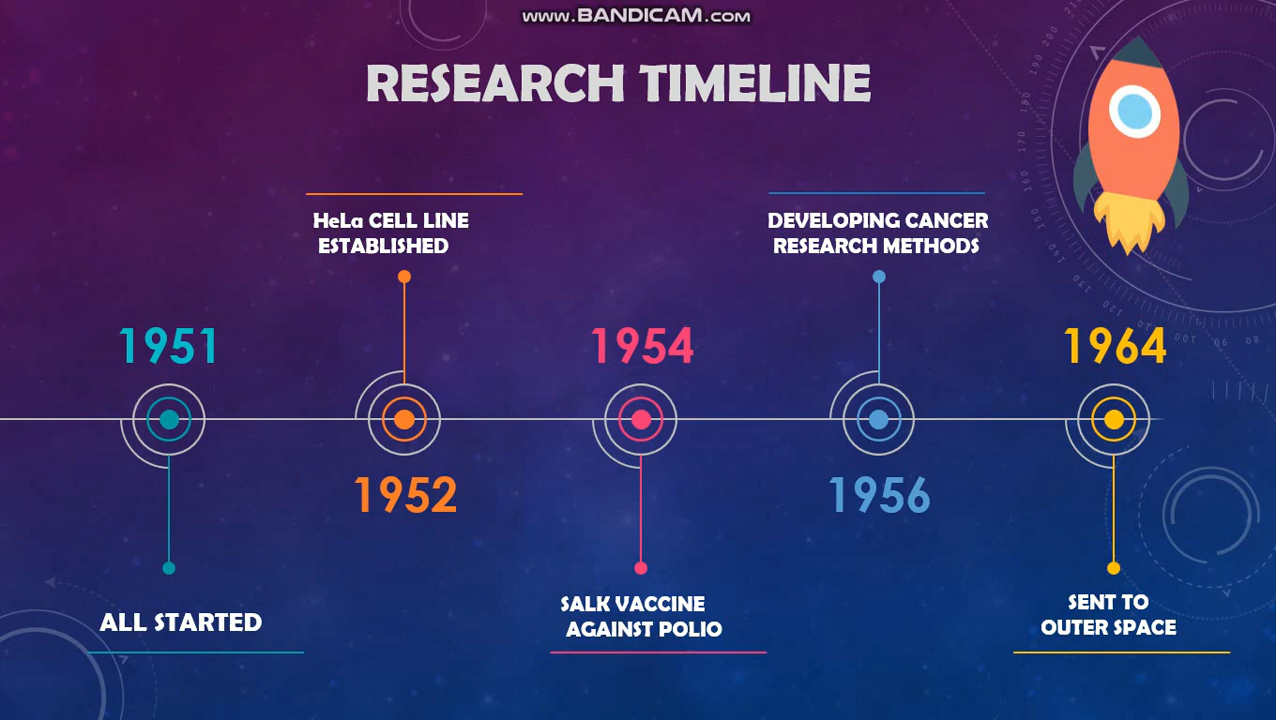 www.BANDICAM.com
RESEARCH TIMELINE
HeLa CELL LINE
ESTABLISHED
DEVELOPING CANCER
RESEARCH METHODS
1951
1954
1964
1952
1956
ALL STARTED
SALK VACCINE
AGAINST POLIO
SENT TO
OUTER SPACE